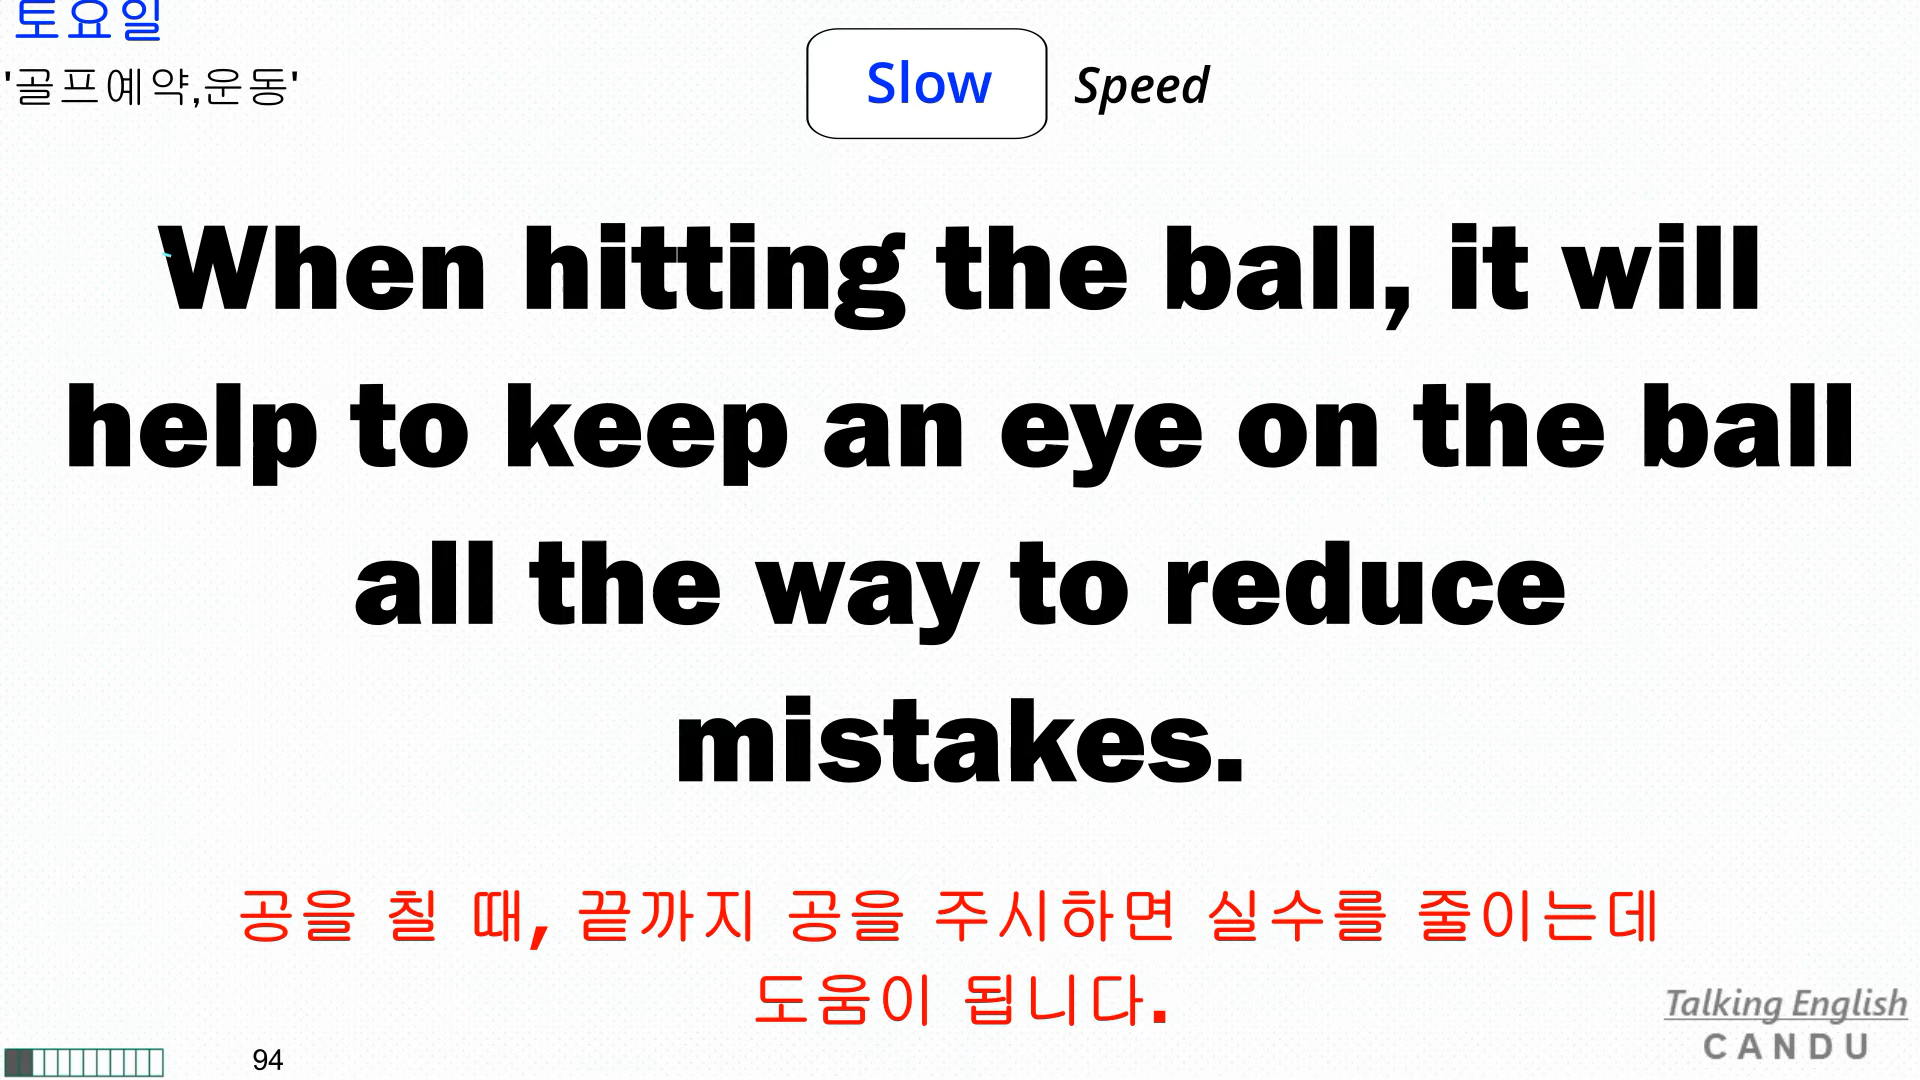 토요일
'골프예약,운동'
Slow Speed
When hitting the ball, it will
help to keep an eye on the ball
all the way to reduce
mistakes.
공을 칠 때, 끝까지 공을 주시하면 실수를 줄이는데
도움이 됩니다.
Talking English
CANDU
94